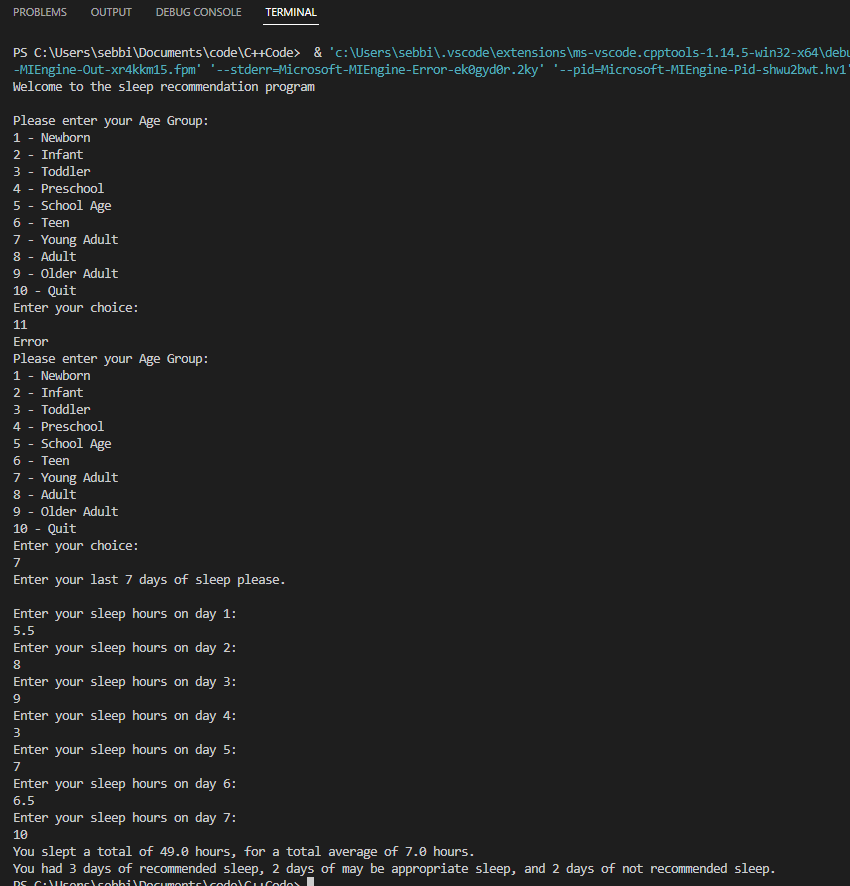 PROBLEMS OUTPUT DEBUG CONSOLE TERMINAL
PS C:\Users\sebbi\Documents\code\C++Code>  & 'c:\Users\sebbi\.vscode\extensions\ms-vscode.cpptools-1.14.5-win32-x64\debu
-MIEngine-Out-xr4kkm15.fpm' '--stderr=Microsoft-MIEngine-Error-ek0gyd0r.2ky' '--pid=Microsoft-MIEngine-Pid-shwu2bwt.hv1'
Welcome to the sleep recommendation program
Please enter your Age Group:
1 - Newborn
2 - Infant
3 - Toddler
4 - Preschool
5 - School Age
6 - Teen
7 - Young Adult
8 - Adult
9 - Older Adult
10 - Quit
Enter your choice:
11
Error
Please enter your Age Group:
1 - Newborn
2 - Infant
3 - Toddler
4 - Preschool
5 - School Age
6 - Teen
7 - Young Adult
8 - Adult
9 - Older Adult
10 - Quit
Enter your choice:
7
Enter your last 7 days of sleep please.
Enter your sleep hours on day 1:
5.5
Enter your sleep hours on day 2:
8
Enter your sleep hours on day 3:
9
Enter your sleep hours on day 4:
3
Enter your sleep hours on day 5:
7
Enter your sleep hours on day 6:
6.5
Enter your sleep hours on day 7:
10
You slept a total of 49.0 hours, for a total average of 7.0 hours.
You had 3 days of recommended sleep, 2 days of may be appropriate sleep, and 2 days of not recommended sleep.
PS C:\Users\sebbi\Documents\code\C++Code>